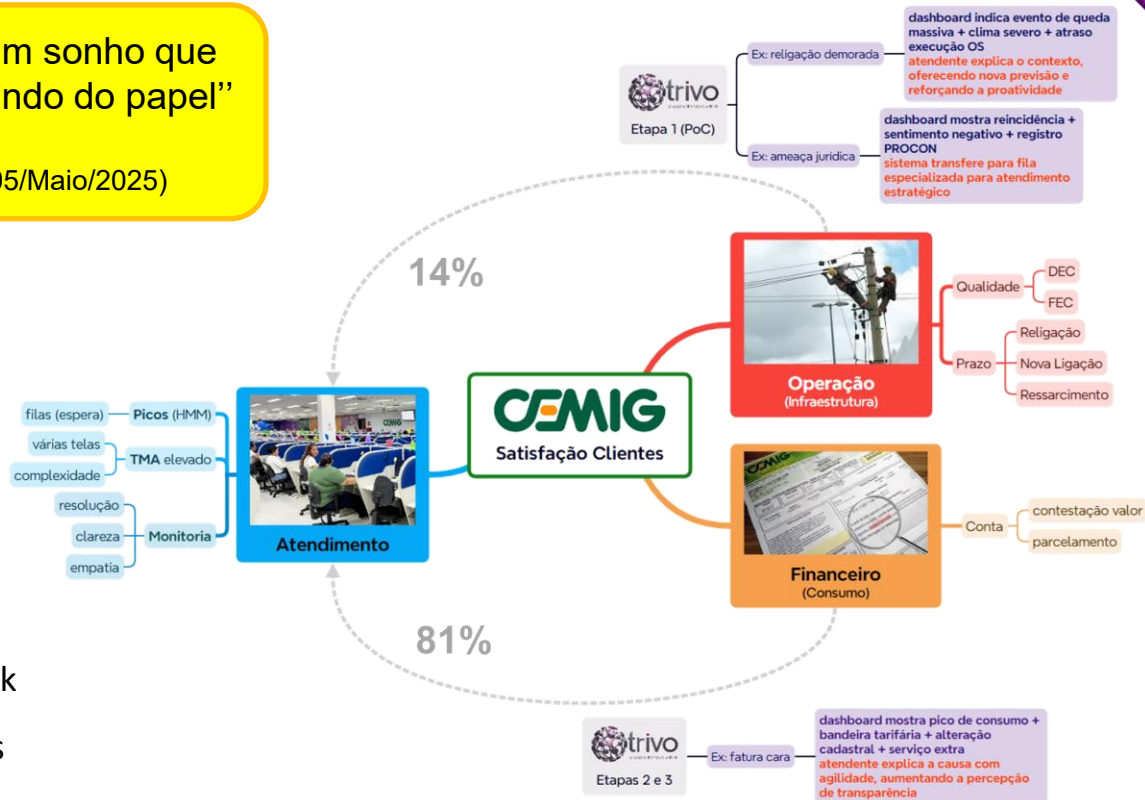 m sonho que
ndo do papel”
05/Maio/2025)
trivo
Etapa 1 (PoC)
Ex: religação demorada
dashboard indica evento de queda
massiva + clima severo + atraso
execução OS
atendente explica o contexto,
oferecendo nova previsão e
reforçando a proatividade
Ex: ameaça jurídica
dashboard mostra reincidência +
sentimento negativo + registro
PROCON
sistema transfere para fila
especializada para atendimento
estratégico
14%
filas (espera)
Picos (HMM)
várias telas
complexidade
TMA elevado
resolução
clareza
empatia
Monitoria
CEMIG
Atendimento
CEMIG
Satisfação Clientes
Operação
(Infraestrutura)
Qualidade
DEC
FEC
Prazo
Religação
Nova Ligação
Ressarcimento
CEMIG
Financeiro
(Consumo)
Conta
contestação valor
parcelamento
81%
k
s
trivo
Etapas 2 e 3
Ex: fatura cara
dashboard mostra pico de consumo +
bandeira tarifária + alteração
cadastral + serviço extra
atendente explica a causa com
agilidade, aumentando a percepção
de transparência